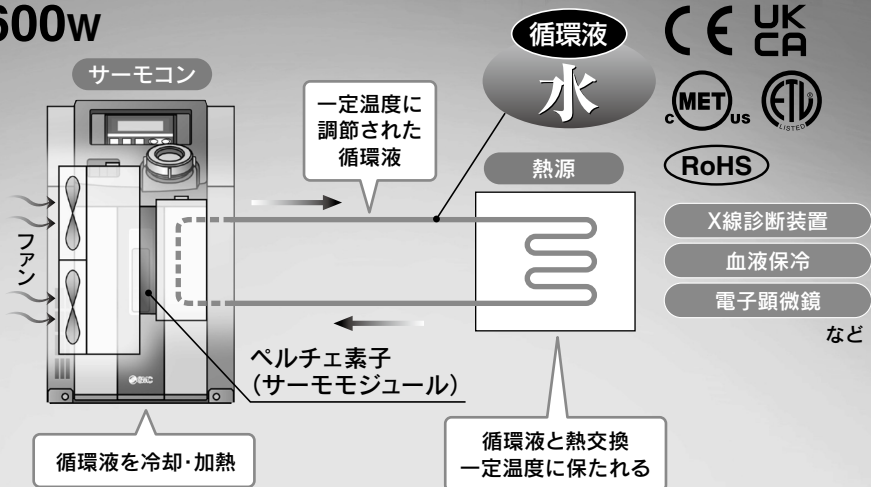 600W
サーモコン
一定温度に
調節された
循環液
循環液
水
熱源
CE UK
CA
c MET us ETL
LISTED
RoHS
X線診断装置
血液保冷
電子顕微鏡
など
ファン
ペルチェ素子
(サーモモジュール)
SMC
循環液を冷却・加熱
循環液と熱交換
一定温度に保たれる